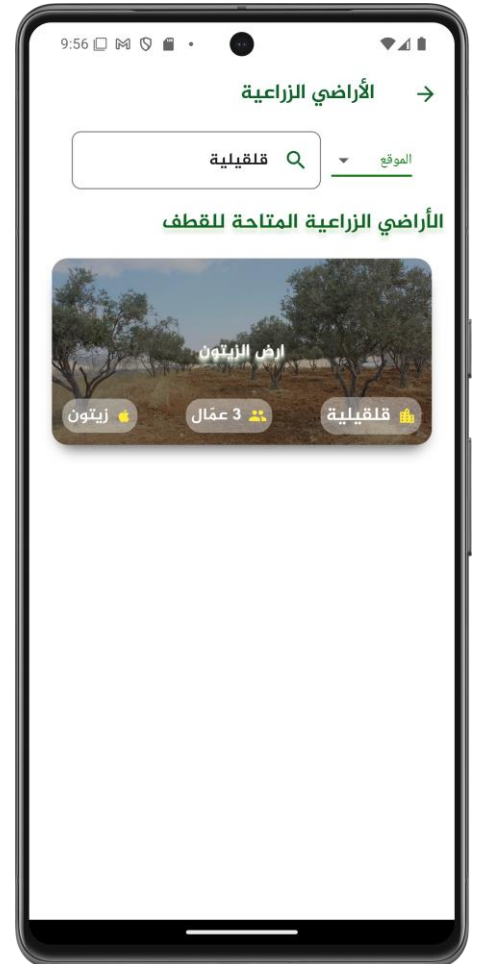 9:56
الأراضي الزراعية
الموقع قلقيلية
الأراضي الزراعية المتاحة للقطف
ارض الزيتون
قلقيلية 3 عمّال زيتون